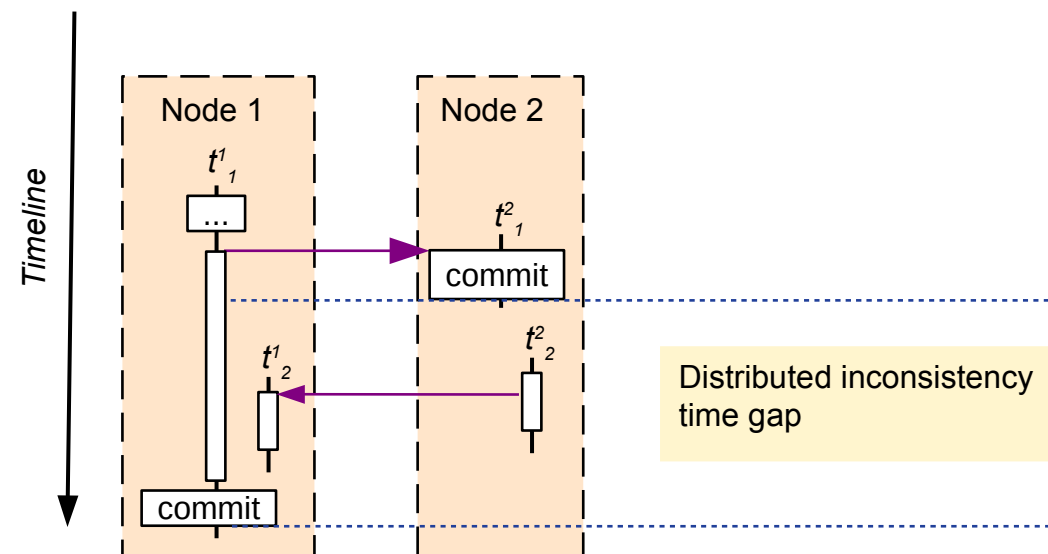 Timeline
Node 1
Node 2
t¹₁
...
t²₁
commit
t¹₂
t²₂
Distributed inconsistency
time gap
commit